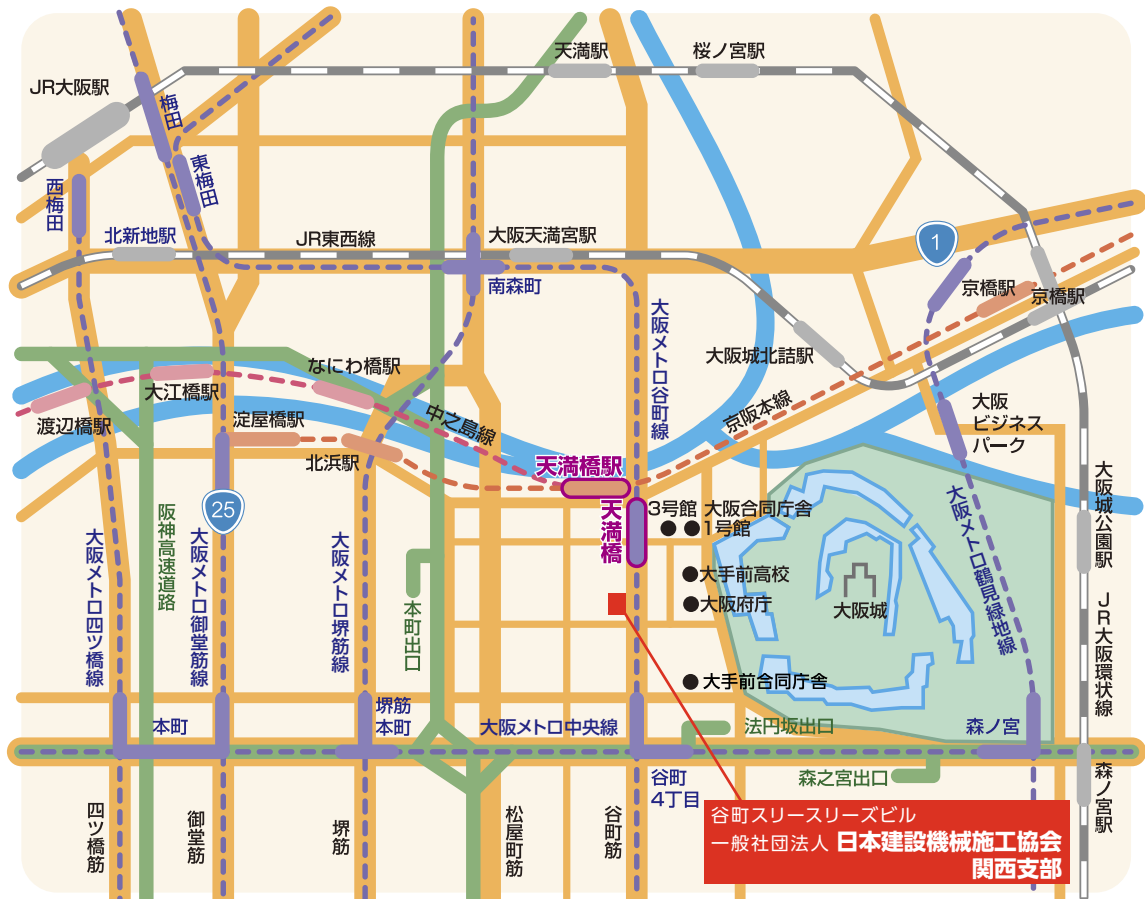 天満駅
桜ノ宮駅
JR大阪駅
梅田
東梅田
西梅田
北新地駅
JR東西線
大阪天満宮駅
1
南森町
京橋駅
京橋駅
大阪メトロ谷町線
大阪城北詰駅
なにわ橋駅
大江橋駅
渡辺橋駅
淀屋橋駅
中之島線
京阪本線
大阪
ビジネス
パーク
北浜駅
天満橋駅
天満橋
25
3号館
大阪合同庁舎
1号館
大阪城公園駅
阪神高速道路
大阪メトロ四ツ橋線
大阪メトロ御堂筋線
大阪メトロ堺筋線
大阪メトロ鶴見緑地線
大手前高校
大阪府庁
大阪城
本町出口
JR大阪環状線
大手前合同庁舎
本町
堺筋
本町
大阪メトロ中央線
法円坂出口
森ノ宮
谷町
4丁目
森之宮出口
森ノ宮駅
四ツ橋筋
御堂筋
堺筋
松屋町筋
谷町筋
谷町スリースリーズビル
一般社団法人 日本建設機械施工協会
関西支部